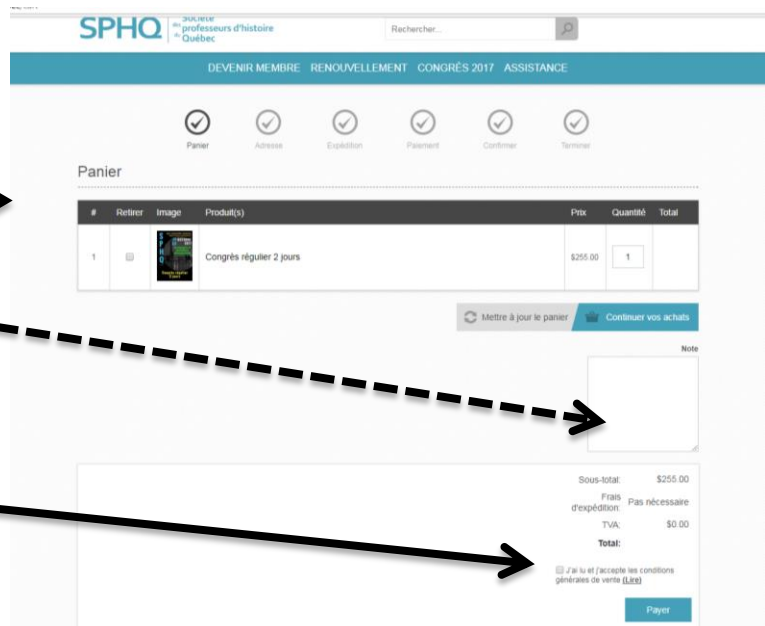 SPHQ
Société
des professeurs d'histoire
du Québec
Rechercher...
DEVENIR MEMBRE RENOUVELLEMENT CONGRÈS 2017 ASSISTANCE
Panier Adresse Expédition Paiement Confirmer Terminer
Panier
# Retirer Image Produit(s) Prix Quantité Total
1 Congrès régulier 2 jours $255.00 1
SPHQ
Mettre à jour le panier Continuer vos achats
Note
Sous-total: $255.00
Frais
d'expédition: Pas nécessaire
TVA: $0.00
Total:
J'ai lu et j'accepte les conditions
générales de vente (Lire)
Payer